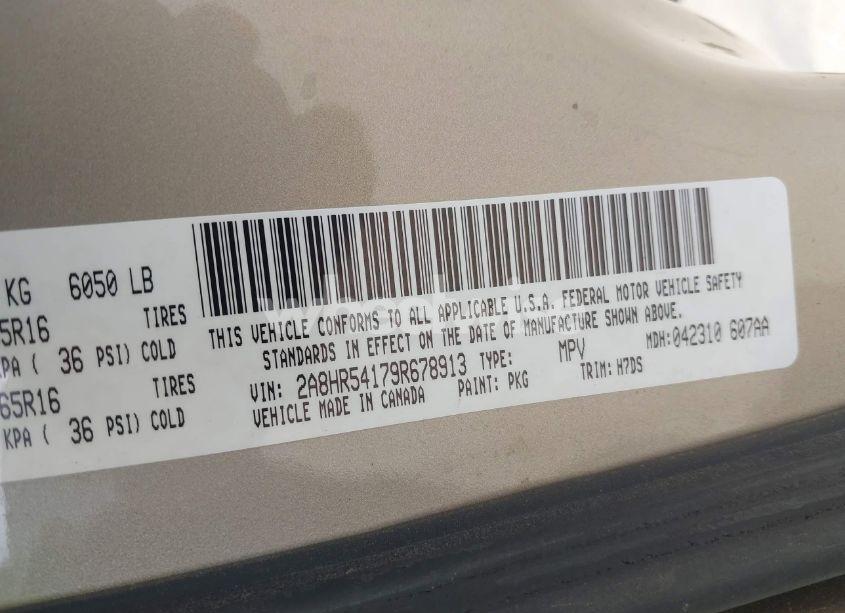 KG 6050 LB
5R16 TIRES
KPA ( 36 PSI) COLD
65R16 TIRES
KPA ( 36 PSI) COLD
THIS VEHICLE CONFORMS TO ALL APPLICABLE U.S.A. FEDERAL MOTOR VEHICLE SAFETY
STANDARDS IN EFFECT ON THE DATE OF MANUFACTURE SHOWN ABOVE.
VIN: 2A8HR54179R678913 TYPE: MPV MDH:042310 607AA
VEHICLE MADE IN CANADA PAINT: PKG TRIM: H7DS